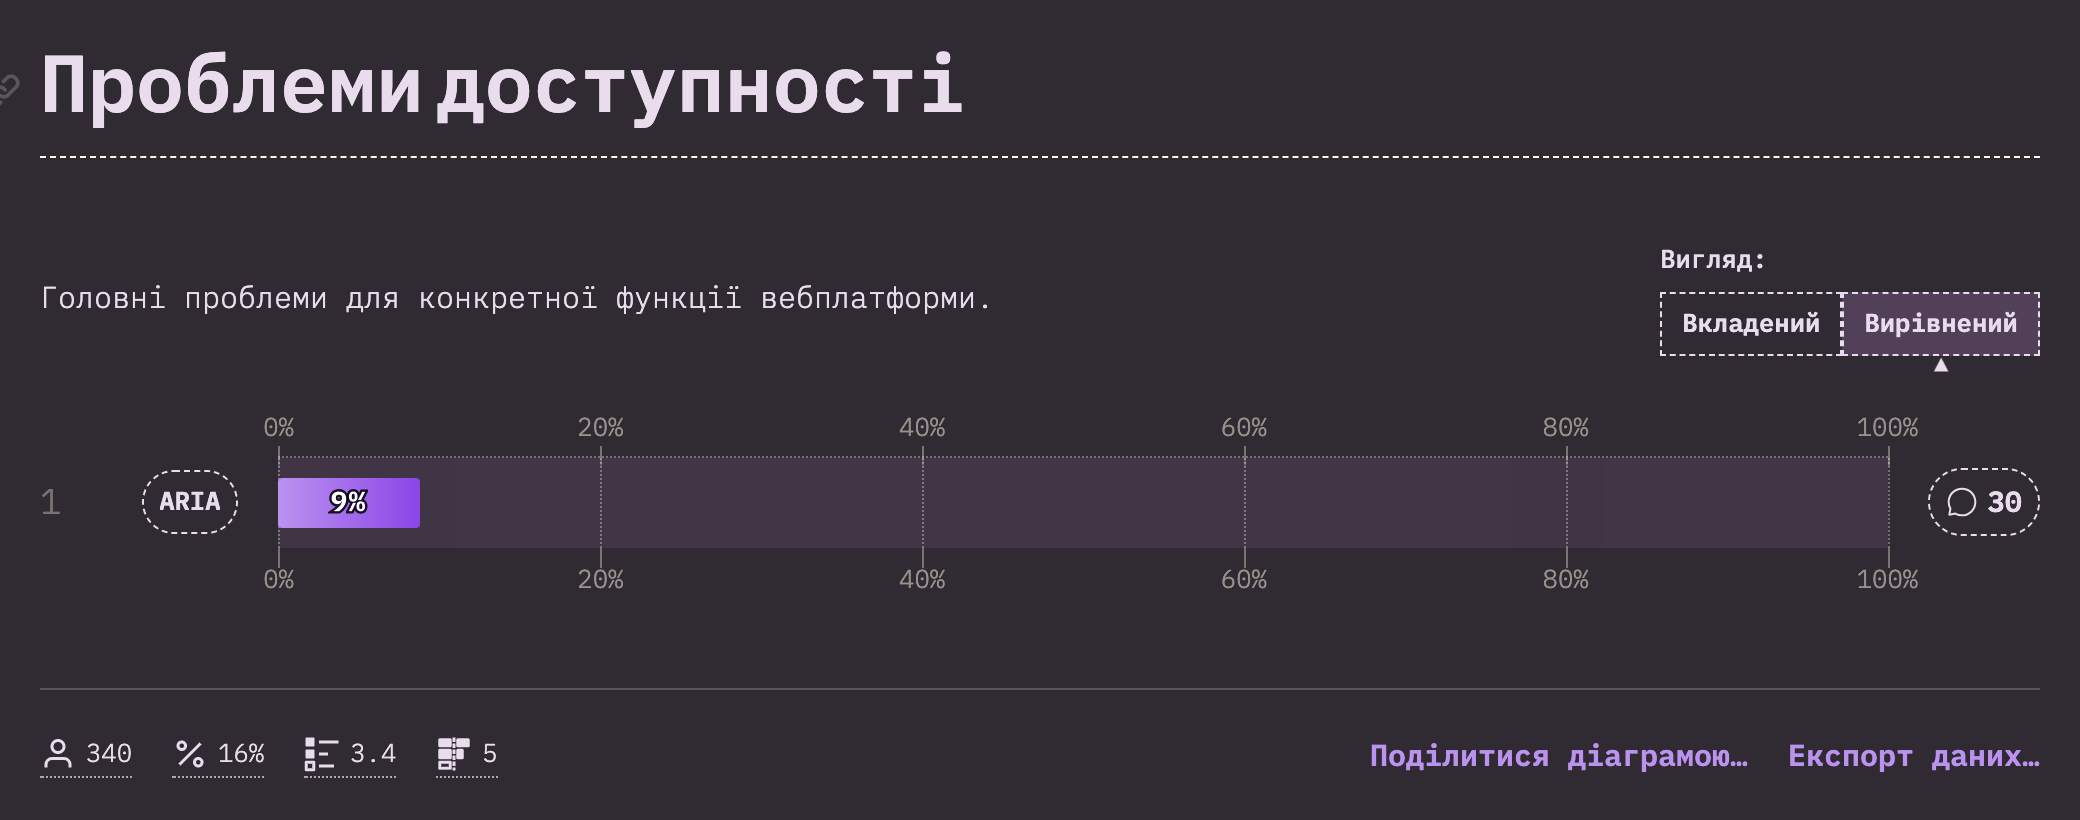 Проблеми доступності
Головні проблеми для конкретної функції вебплатформи.
Вигляд:
Вкладений Вирівнений
0% 20% 40% 60% 80% 100%
1 ARIA 9% 30
0% 20% 40% 60% 80% 100%
340 16% 3.4 5 Поділитися діаграмою… Експорт даних…